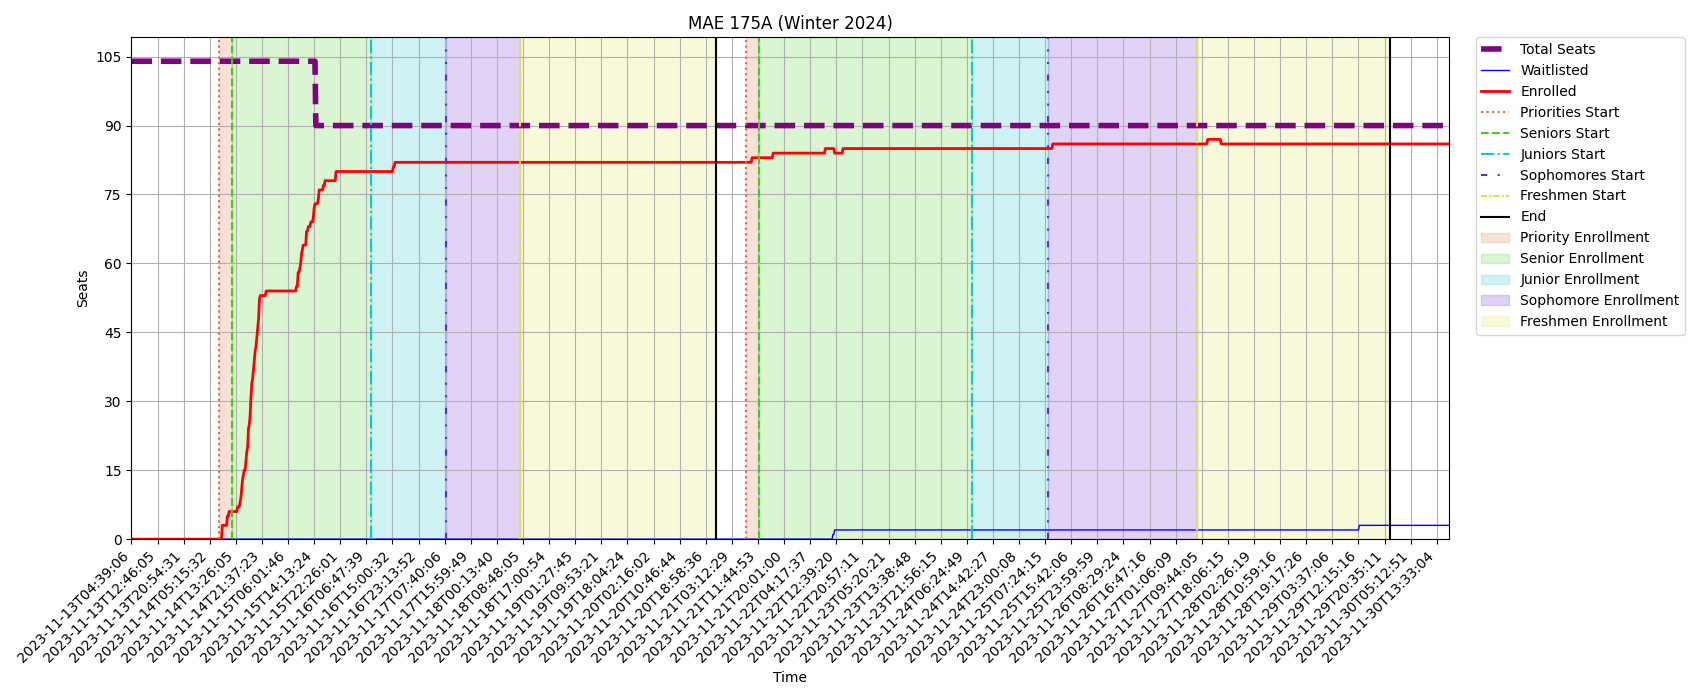 MAE 175A (Winter 2024)
Seats
105
90
75
60
45
30
15
0
2023-11-13T04:39:06
2023-11-13T12:46:05
2023-11-13T20:54:31
2023-11-14T05:15:32
2023-11-14T13:26:05
2023-11-14T21:37:23
2023-11-15T06:01:46
2023-11-15T14:13:24
2023-11-15T22:26:01
2023-11-16T06:47:39
2023-11-16T15:00:32
2023-11-16T23:13:52
2023-11-17T07:40:06
2023-11-17T15:59:49
2023-11-18T00:13:40
2023-11-18T08:48:05
2023-11-18T17:00:54
2023-11-19T01:27:45
2023-11-19T09:53:21
2023-11-19T18:04:24
2023-11-20T02:16:02
2023-11-20T10:46:44
2023-11-20T18:58:36
2023-11-21T03:12:29
2023-11-21T11:44:53
2023-11-21T20:01:00
2023-11-22T04:17:37
2023-11-22T12:39:20
2023-11-22T20:57:11
2023-11-23T05:20:21
2023-11-23T13:38:48
2023-11-23T21:56:15
2023-11-24T06:24:49
2023-11-24T14:42:27
2023-11-24T23:00:08
2023-11-25T07:24:15
2023-11-25T15:42:06
2023-11-25T23:59:59
2023-11-26T08:29:24
2023-11-26T16:47:16
2023-11-27T01:06:09
2023-11-27T09:44:05
2023-11-27T18:06:15
2023-11-28T02:26:19
2023-11-28T10:59:16
2023-11-28T19:17:26
2023-11-29T03:37:06
2023-11-29T12:15:16
2023-11-29T20:35:11
2023-11-30T05:12:51
2023-11-30T13:33:04
Time
Total Seats
Waitlisted
Enrolled
Priorities Start
Seniors Start
Juniors Start
Sophomores Start
Freshmen Start
End
Priority Enrollment
Senior Enrollment
Junior Enrollment
Sophomore Enrollment
Freshmen Enrollment